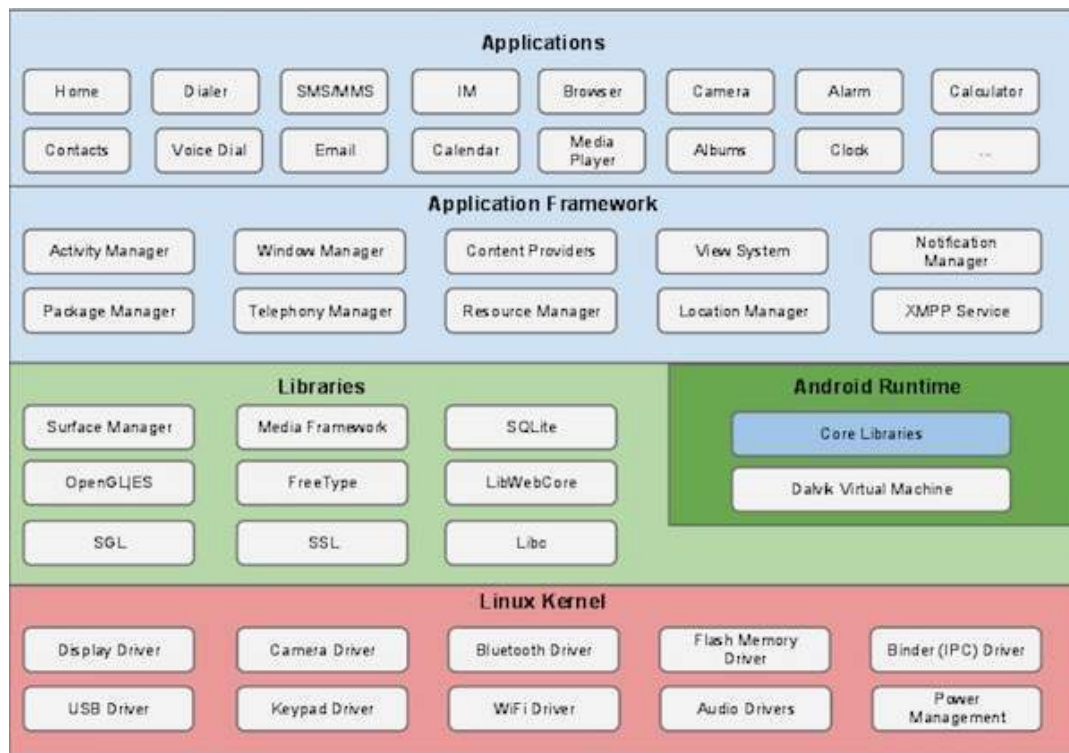 Applications
Home
Dialer
SMS/MMS
IM
Browser
Camera
Alarm
Calculator
Contacts
Voice Dial
Email
Calendar
Media
Player
Albums
Clock
...
Application Framework
Activity Manager
Window Manager
Content Providers
View System
Notification
Manager
Package Manager
Telephony Manager
Resource Manager
Location Manager
XMPP Service
Libraries
Surface Manager
Media Framework
SQLite
OpenGL|ES
FreeType
LibWebCore
SGL
SSL
Libc
Android Runtime
Core Libraries
Dalvik Virtual Machine
Linux Kernel
Display Driver
Camera Driver
Bluetooth Driver
Flash Memory
Driver
Binder (IPC) Driver
USB Driver
Keypad Driver
WiFi Driver
Audio Drivers
Power
Management